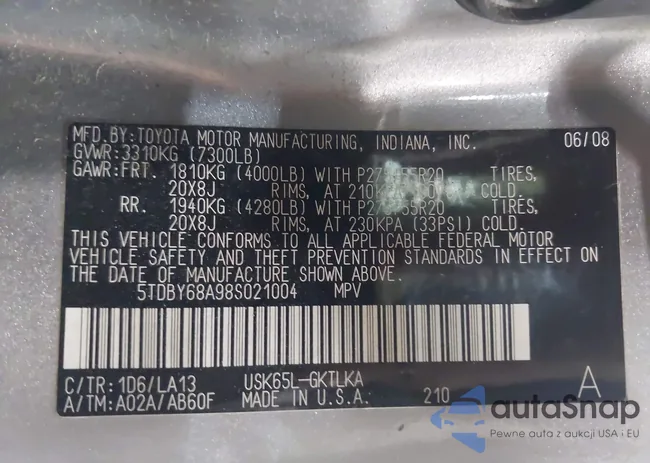 MFD.BY:TOYOTA MOTOR MANUFACTURING, INDIANA, INC. 06/08
GVWR:3310KG (7300LB)
GAWR:FRT. 1810KG (4000LB) WITH TIRES,
20X8J RIMS, AT COLD.
RR. 1940KG (4280LB) WITH TIRES,
20X8J RIMS, AT 230KPA (33PSI) COLD.
THIS VEHICLE CONFORMS TO ALL APPLICABLE FEDERAL MOTOR
VEHICLE SAFETY AND THEFT PREVENTION STANDARDS IN EFFECT ON
THE DATE OF MANUFACTURE SHOWN ABOVE.
5TDBY68A98S021004 MPV
C/TR:1D6/LA13 USK65L-GKTLKA
A/TM:A02A/AB60F MADE IN U.S.A. 210 A
autoSnap
Pewne auta z aukcji USA i EU